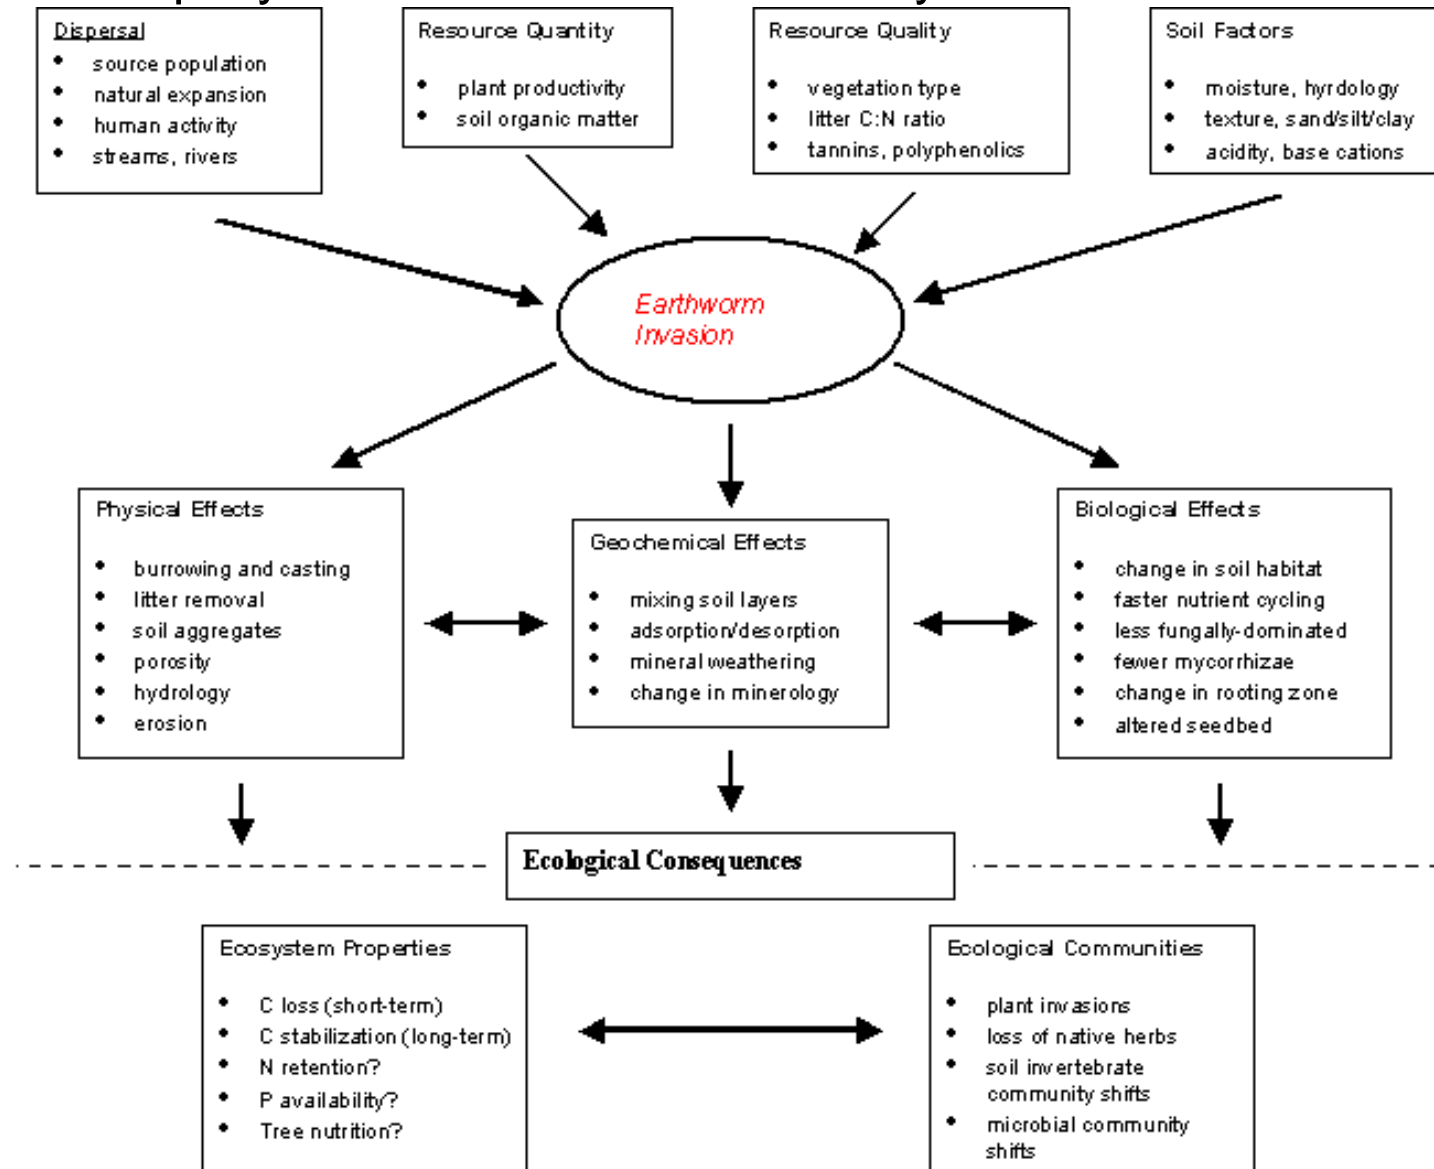 Dispersal
source population
natural expansion
human activity
streams, rivers
Resource Quantity
plant productivity
soil organic matter
Resource Quality
vegetation type
litter C:N ratio
tannins, polyphenolics
Soil Factors
moisture, hyrdology
texture, sand/silt/clay
acidity, base cations
Earthworm
Invasion
Physical Effects
burrowing and casting
litter removal
soil aggregates
porosity
hydrology
erosion
Geochemical Effects
mixing soil layers
adsorption/desorption
mineral weathering
change in minerology
Biological Effects
change in soil habitat
faster nutrient cycling
less fungally-dominated
fewer mycorrhizae
change in rooting zone
altered seedbed
Ecological Consequences
Ecosystem Properties
C loss (short-term)
C stabilization (long-term)
N retention?
P availability?
Tree nutrition?
Ecological Communities
plant invasions
loss of native herbs
soil invertebrate
community shifts
microbial community
shifts